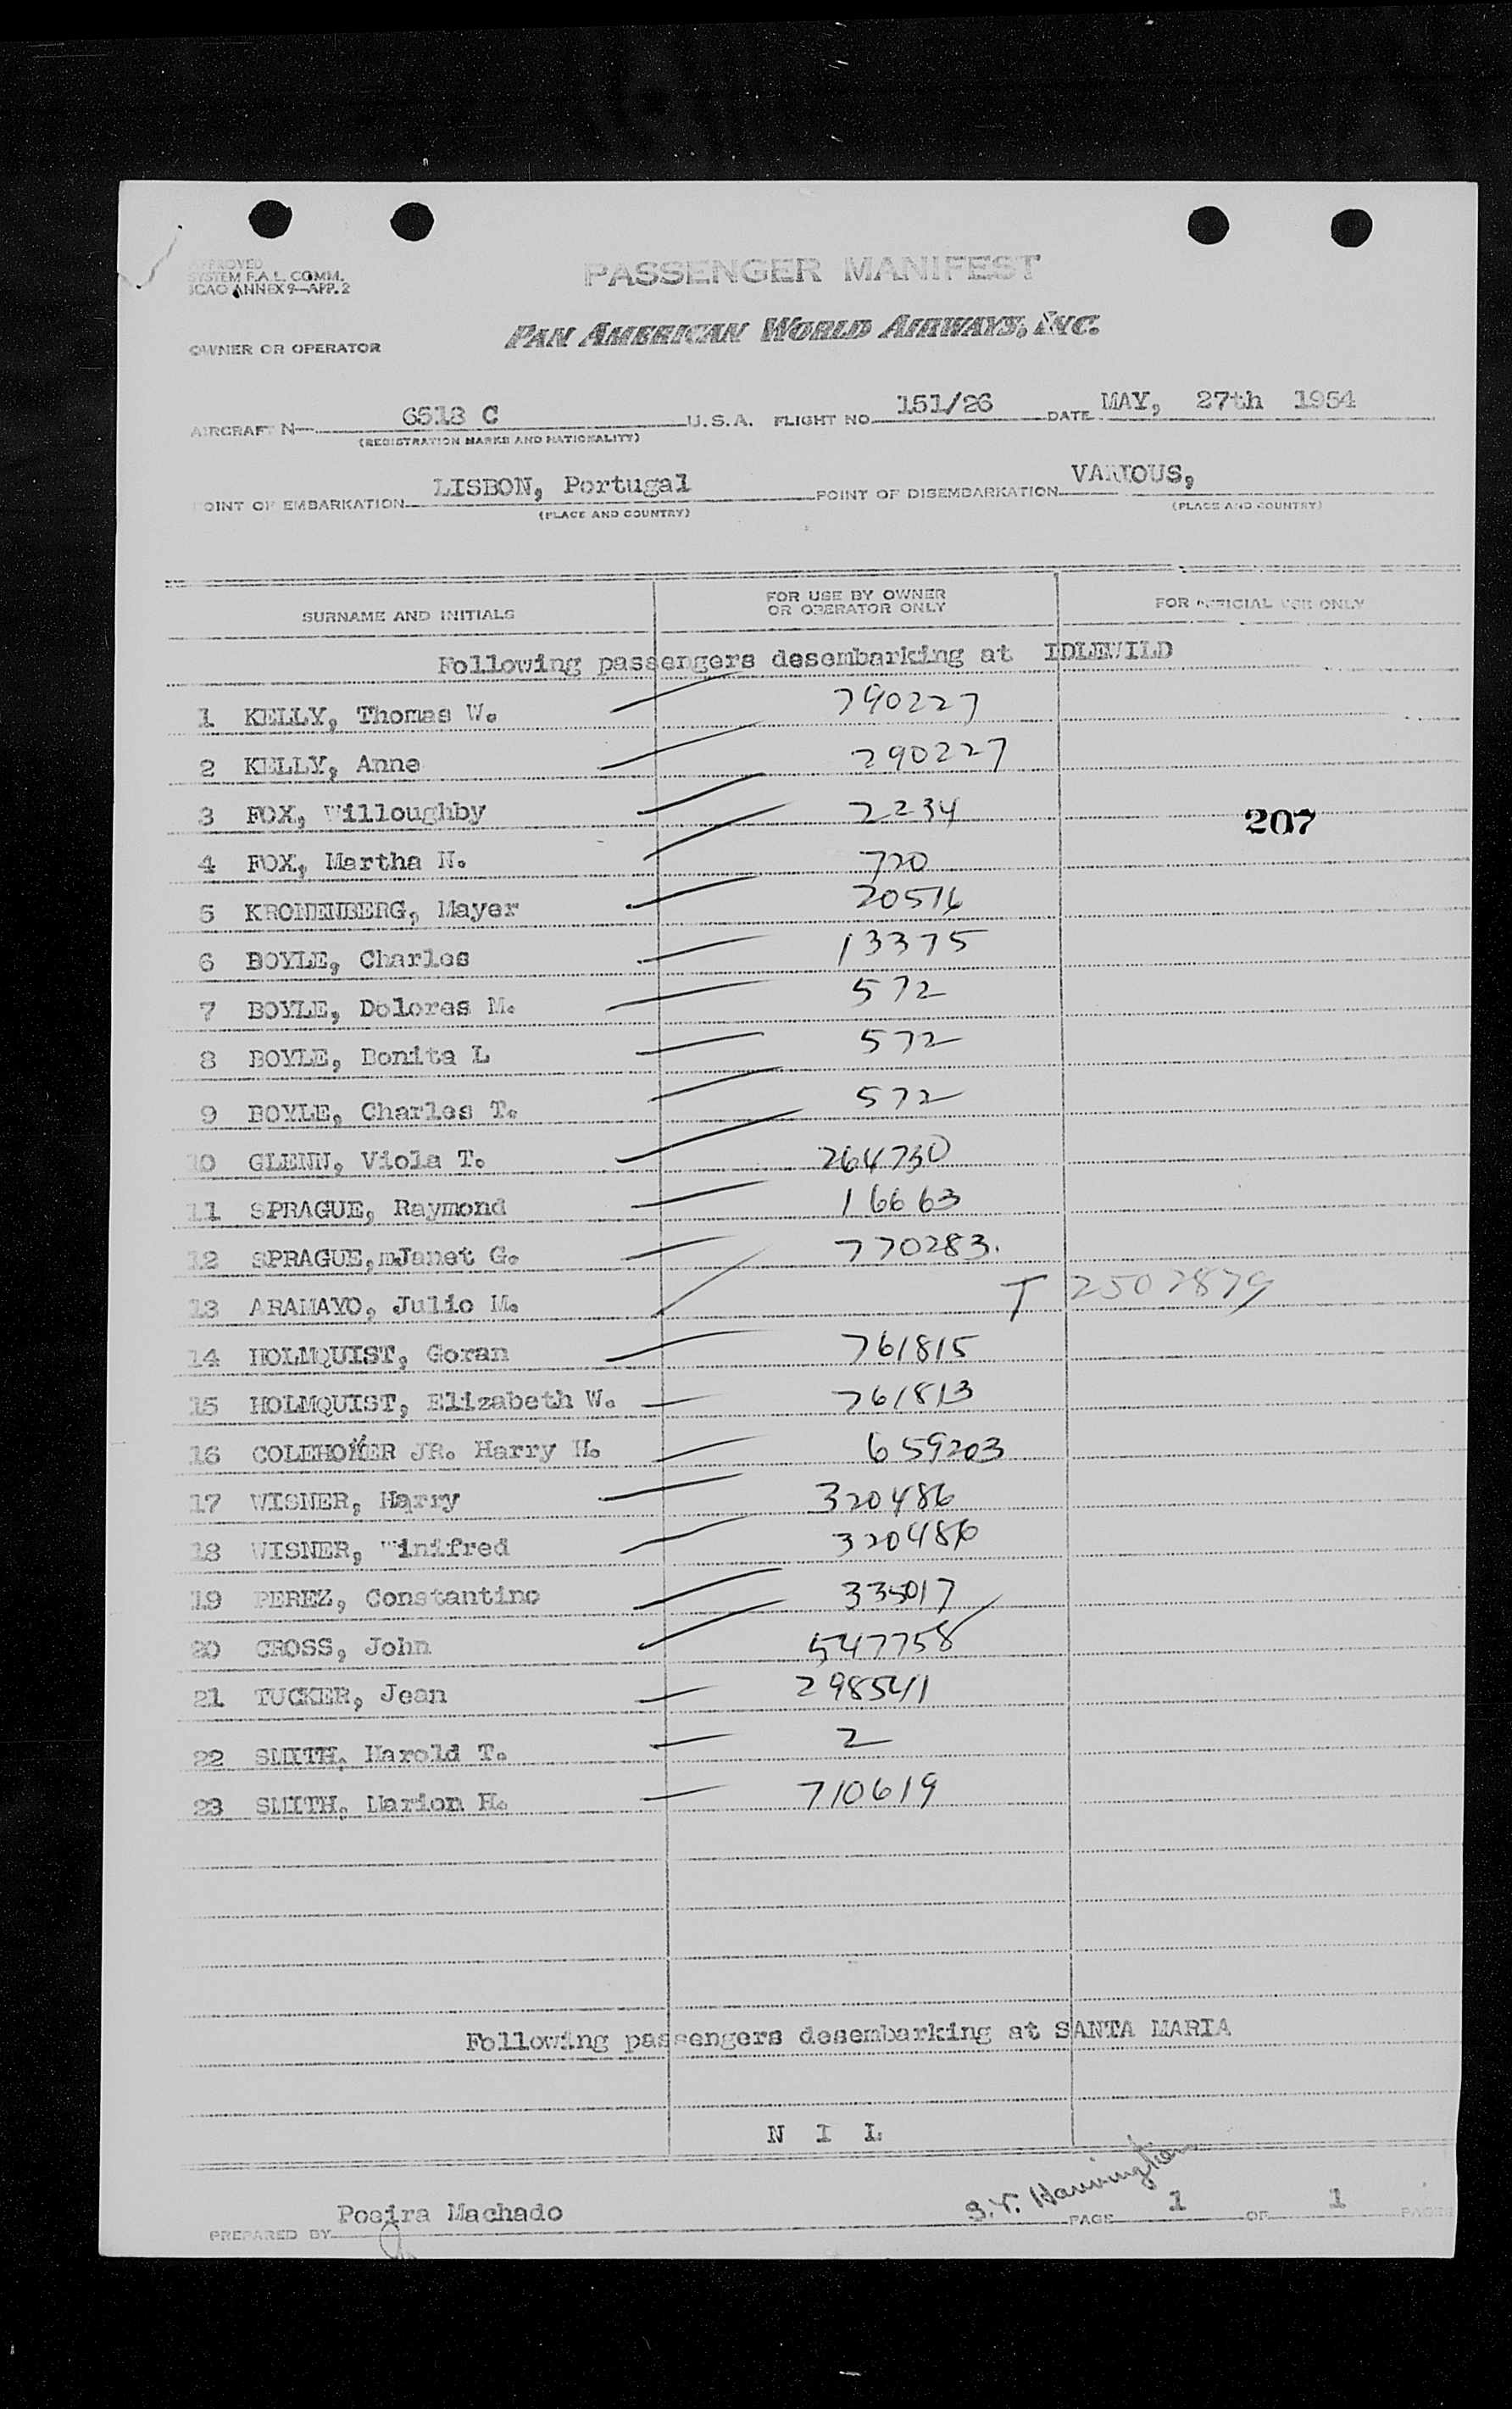 APPROVED
SYSTEM F.A.L. COMM.
ICAO ANNEX 9—APP. 2
PASSENGER MANIFEST
OWNER OR OPERATOR PAN AMERICAN WORLD AIRWAYS, INC.
AIRCRAFT N 6518 C U.S.A. FLIGHT NO. 151/26 DATE MAY, 27th 1954
(REGISTRATION MARKS AND NATIONALITY)
POINT OF EMBARKATION LISBON, Portugal POINT OF DISEMBARKATION VARIOUS,
(PLACE AND COUNTRY) (PLACE AND COUNTRY)
SURNAME AND INITIALS FOR USE BY OWNER OR OPERATOR ONLY FOR OFFICIAL USE ONLY
Following passengers desembarking at IDLEWILD
1 KELLY, Thomas W. 790227
2 KELLY, Anne 790227
3 FOX, Willoughby 2234 207
4 FOX, Martha N. 720
5 KRONENBERG, Mayer 20516
6 BOYLE, Charles 13375
7 BOYLE, Dolores M. 572
8 BOYLE, Bonita L 572
9 BOYLE, Charles T. 572
10 GLENN, Viola T. 264730
11 SPRAGUE, Raymond 16663
12 SPRAGUE,mJanet G. 770283.
13 ARAMAYO, Julio M. T 2502879
14 HOLMQUIST, Goran 761815
15 HOLMQUIST, Elizabeth W. 761813
16 JR. Harry H. 659203
17 WISNER, Harry 320486
18 WISNER, Winifred 320486
19 PEREZ, Constantino 335017
20 CROSS, John 547758
21 TUCKER, Jean 298541
22 SMITH, Harold T. 2
23 SMITH, Marion H. 710619
Following passengers desembarking at SANTA MARIA
N I L
PREPARED BY Poeira Machado PAGE 1 OF 1 PAGES